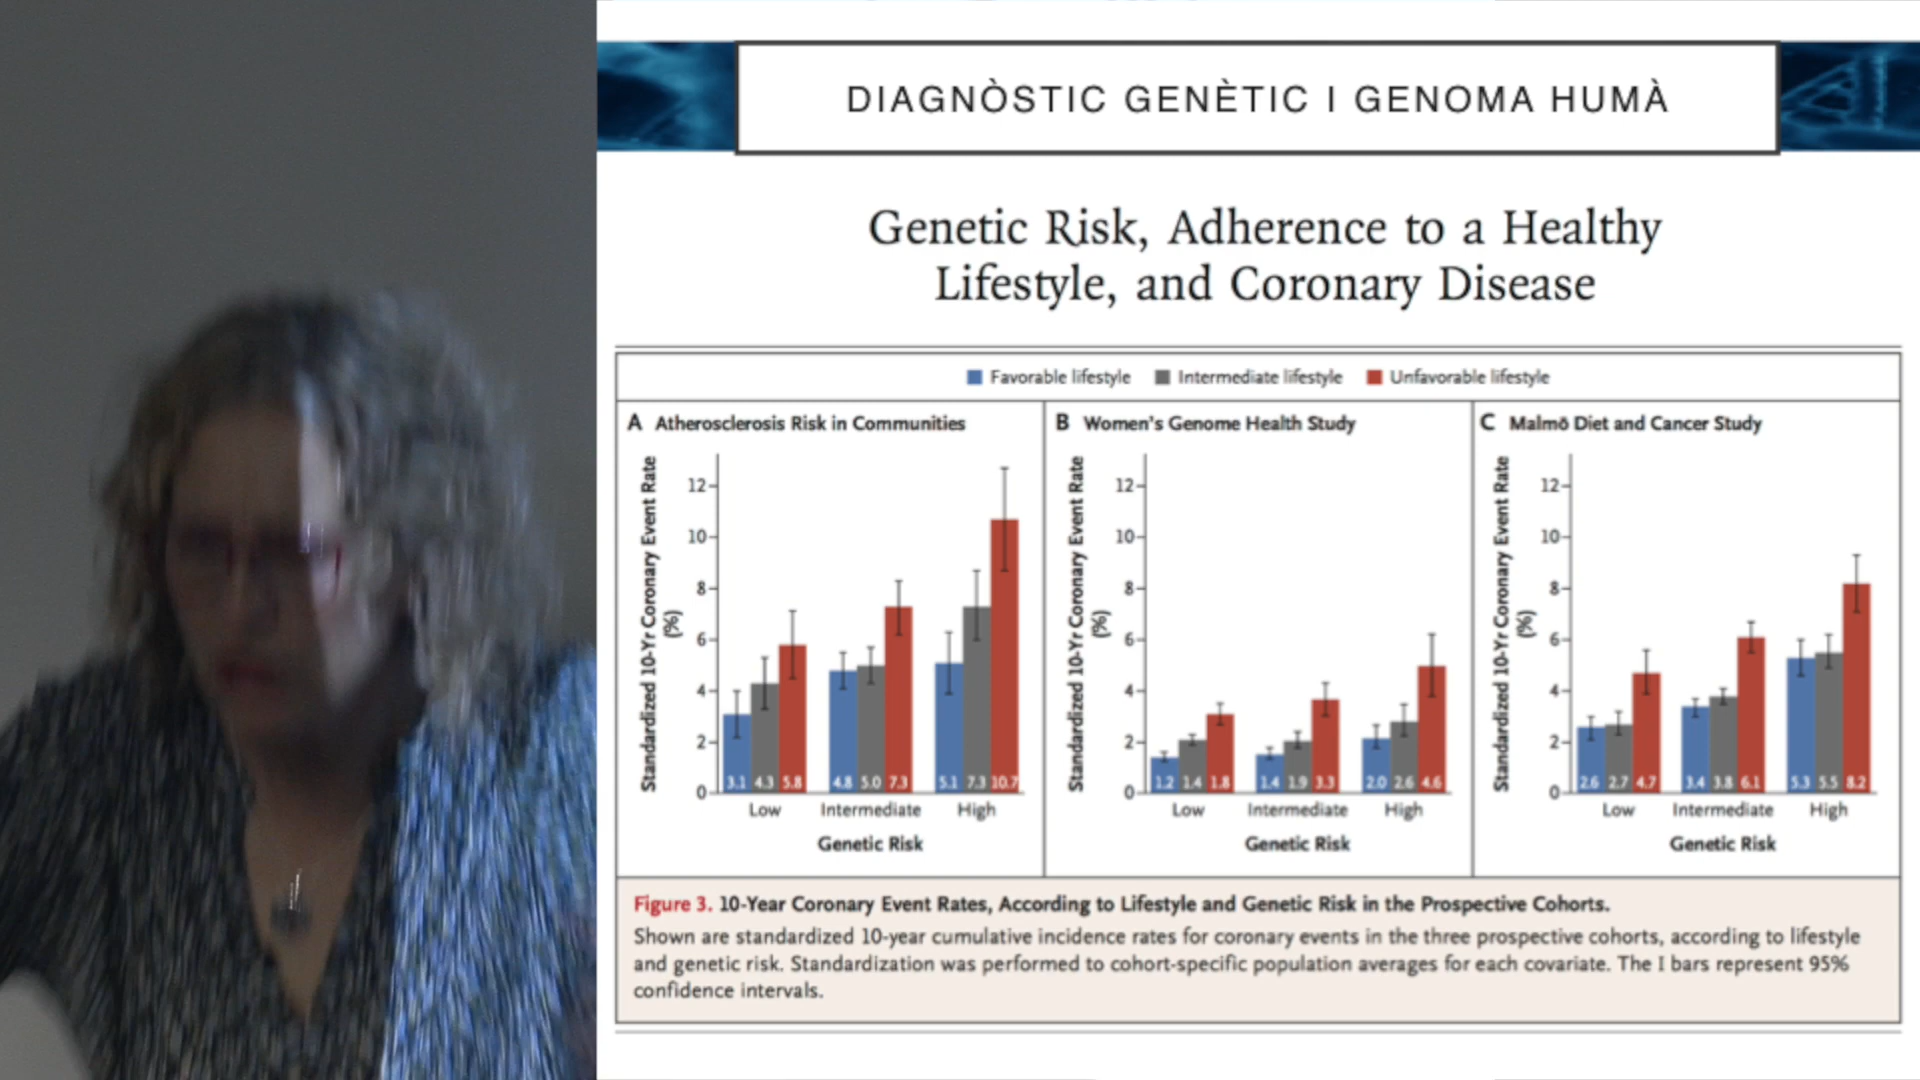 DIAGNÒSTIC GENÈTIC I GENOMA HUMÀ
Genetic Risk, Adherence to a Healthy
Lifestyle, and Coronary Disease
Favorable lifestyle Intermediate lifestyle Unfavorable lifestyle
A Atherosclerosis Risk in Communities
Standardized 10-Yr Coronary Event Rate
(%)
12
10
8
6
4
2
0
3.1 4.3 5.8 4.8 5.0 7.3 5.1 7.3 10.7
Low Intermediate High
Genetic Risk
B Women's Genome Health Study
Standardized 10-Yr Coronary Event Rate
(%)
12
10
8
6
4
2
0
1.2 1.4 1.8 1.4 1.9 3.3 2.0 2.6 4.6
Low Intermediate High
Genetic Risk
C Malmö Diet and Cancer Study
Standardized 10-Yr Coronary Event Rate
(%)
12
10
8
6
4
2
0
2.6 2.7 4.7 3.4 3.8 6.1 5.3 5.5 8.2
Low Intermediate High
Genetic Risk
Figure 3. 10-Year Coronary Event Rates, According to Lifestyle and Genetic Risk in the Prospective Cohorts.
Shown are standardized 10-year cumulative incidence rates for coronary events in the three prospective cohorts, according to lifestyle
and genetic risk. Standardization was performed to cohort-specific population averages for each covariate. The I bars represent 95%
confidence intervals.